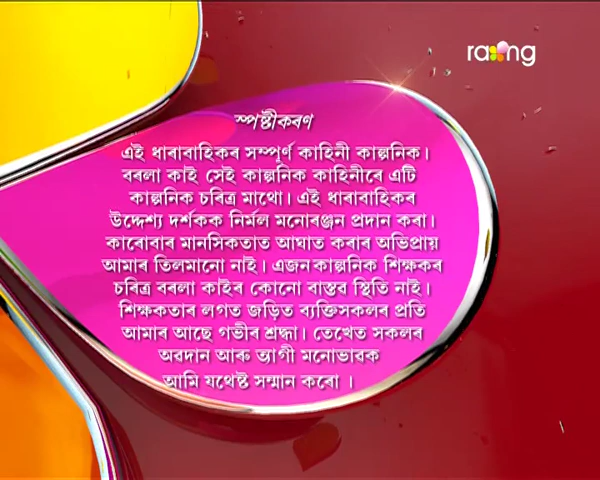 rang
স্পষ্টীকৰণ
এই ধাৰাবাহিকৰ সম্পূৰ্ণ কাহিনী কাল্পনিক।
বৰলা কাই সেই কাল্পনিক কাহিনীৰে এটি
কাল্পনিক চৰিত্ৰ মাথো। এই ধাৰাবাহিকৰ
উদ্দেশ্য দৰ্শকক নিৰ্মল মনোৰঞ্জন প্ৰদান কৰা।
কাৰোবাৰ মানসিকতাত আঘাত কৰাৰ অভিপ্ৰায়
আমাৰ তিলমানো নাই। এজন কাল্পনিক শিক্ষকৰ
চৰিত্ৰ বৰলা কাইৰ কোনো বাস্তৱ স্থিতি নাই।
শিক্ষকতাৰ লগত জড়িত ব্যক্তিসকলৰ প্ৰতি
আমাৰ আছে গভীৰ শ্ৰদ্ধা। তেখেত সকলৰ
অৱদান আৰু ত্যাগী মনোভাৱক
আমি যথেষ্ট সন্মান কৰো ।